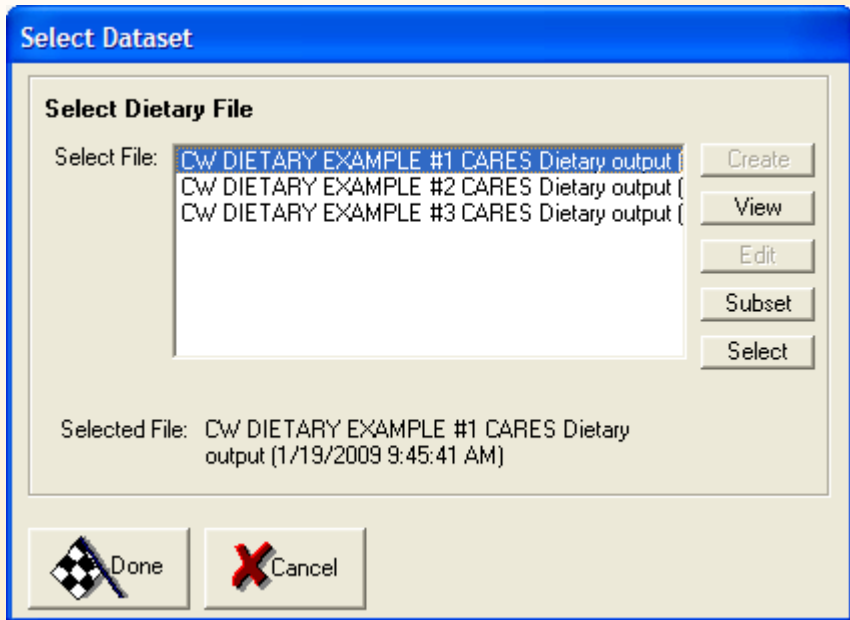 Select Dataset
Select Dietary File
Select File:
CW DIETARY EXAMPLE #1 CARES Dietary output (
CW DIETARY EXAMPLE #2 CARES Dietary output (
CW DIETARY EXAMPLE #3 CARES Dietary output (
Create
View
Edit
Subset
Select
Selected File: CW DIETARY EXAMPLE #1 CARES Dietary
output (1/19/2009 9:45:41 AM)
Done
Cancel